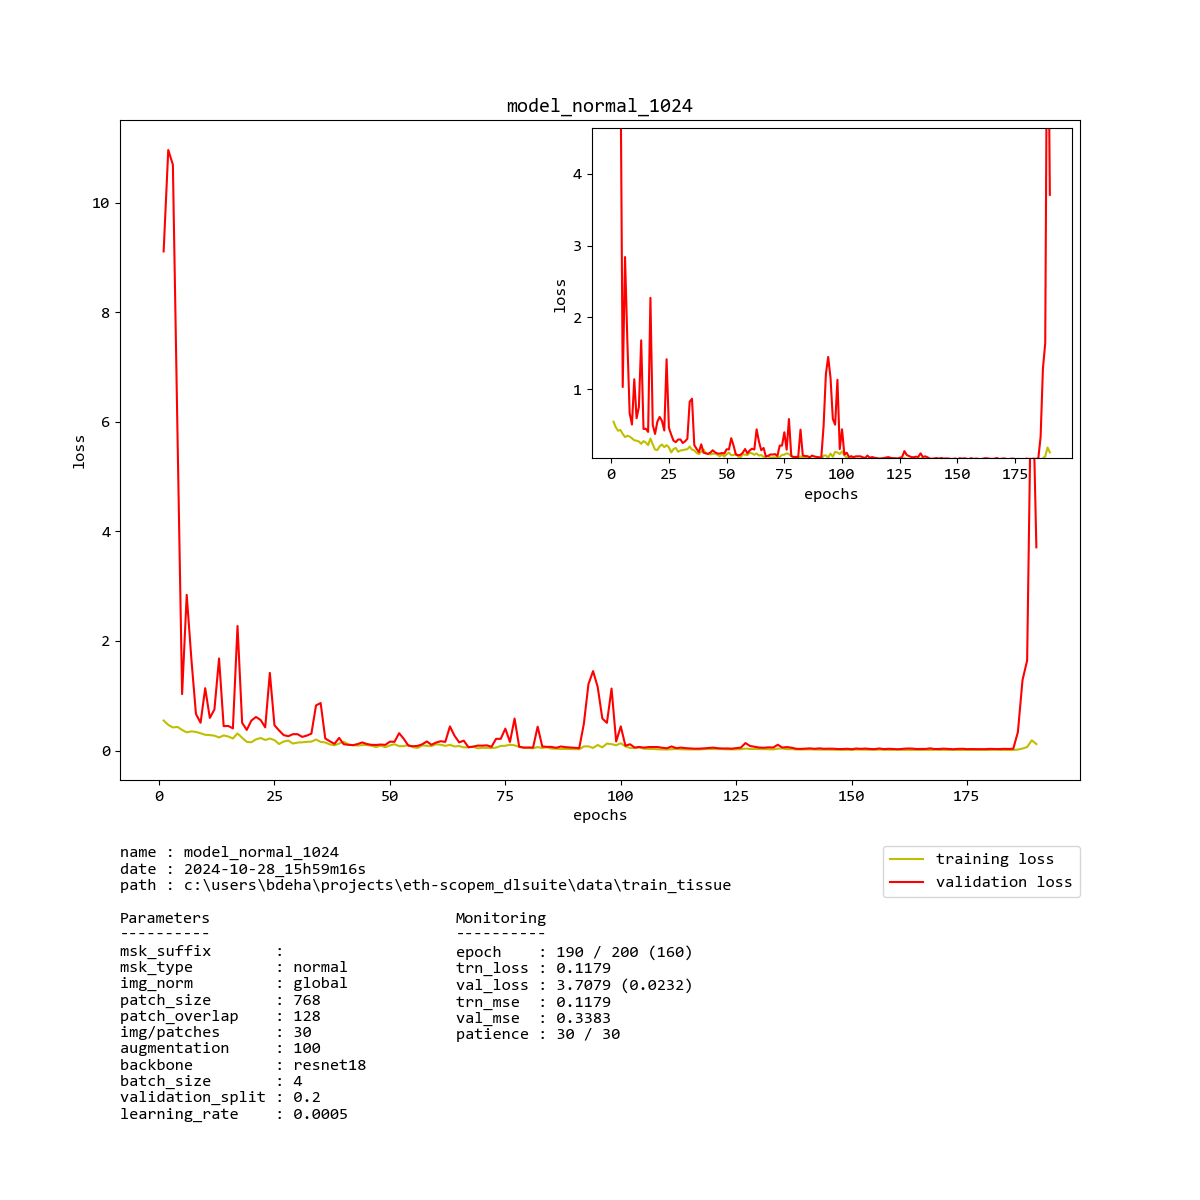 model_normal_1024
10
8
6
4
2
0
loss
0 25 50 75 100 125 150 175
epochs
4
3
2
1
loss
0 25 50 75 100 125 150 175
epochs
name : model_normal_1024
date : 2024-10-28_15h59m16s
path : c:\users\bdeha\projects\eth-scopem_dlsuite\data\train_tissue
training loss
validation loss
Parameters
----------
msk_suffix       :
msk_type         : normal
img_norm         : global
patch_size       : 768
patch_overlap    : 128
img/patches      : 30
augmentation     : 100
backbone         : resnet18
batch_size       : 4
validation_split : 0.2
learning_rate    : 0.0005
Monitoring
----------
epoch    : 190 / 200 (160)
trn_loss : 0.1179
val_loss : 3.7079 (0.0232)
trn_mse  : 0.1179
val_mse  : 0.3383
patience : 30 / 30